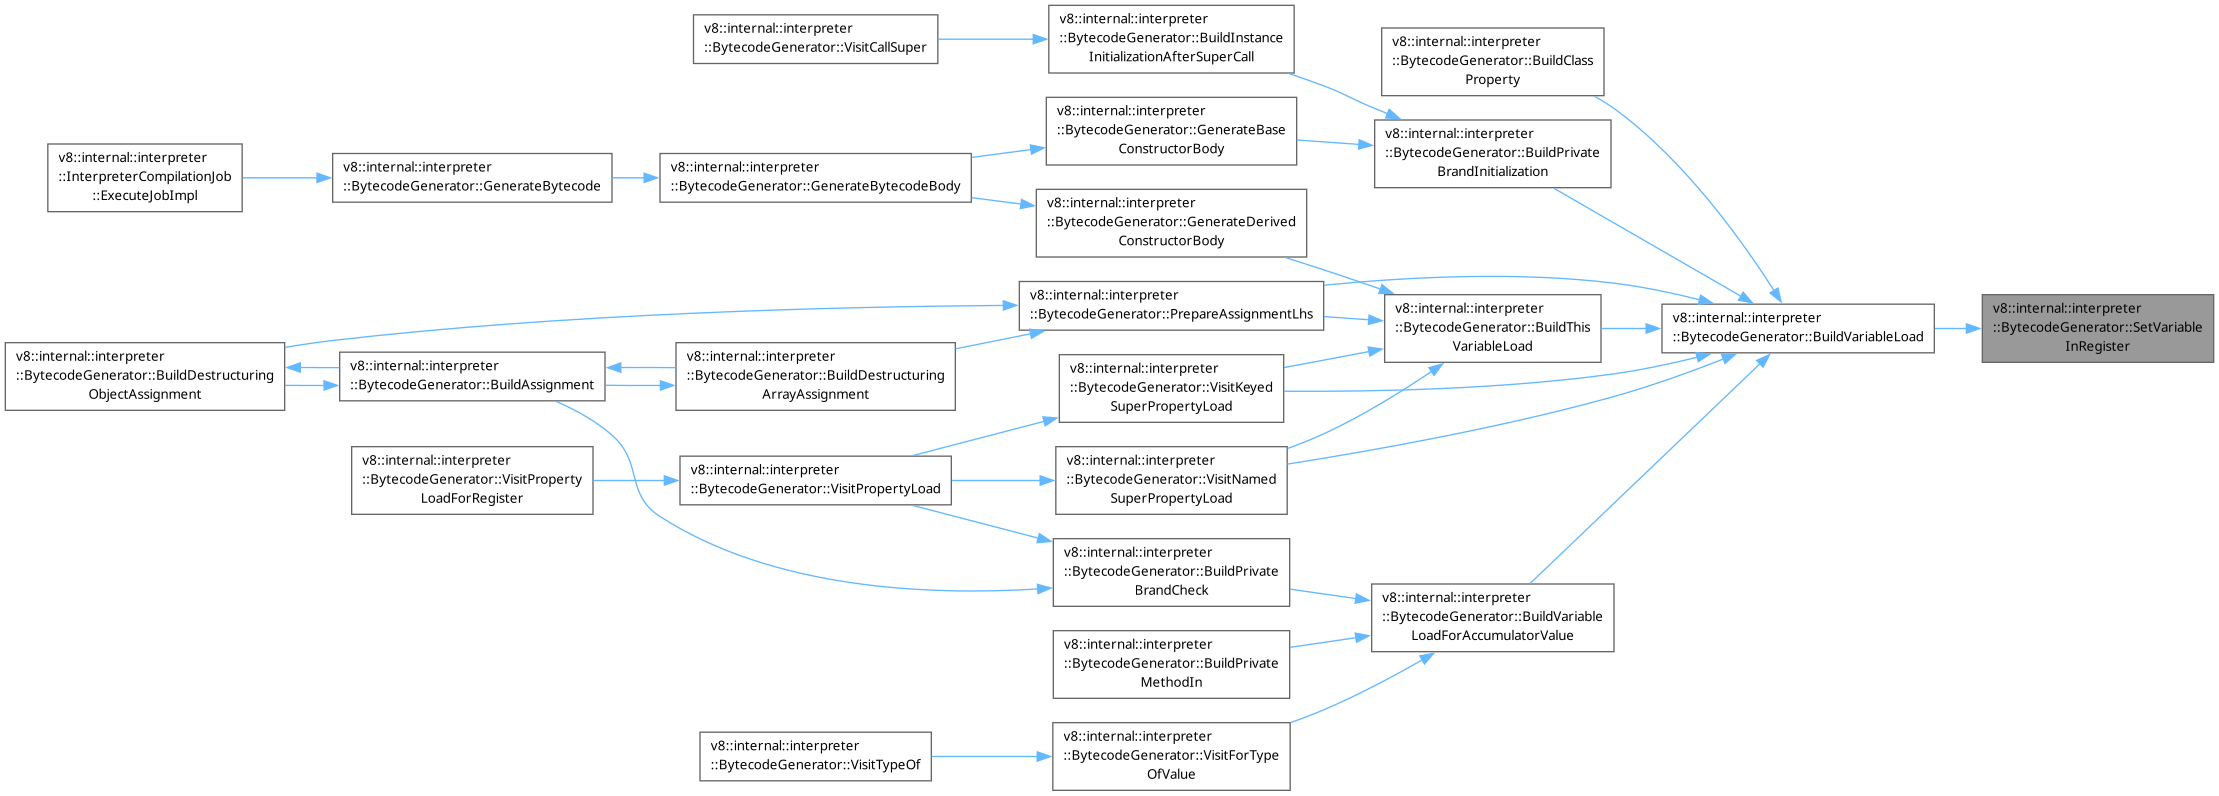 v8::internal::interpreter
::BytecodeGenerator::VisitCallSuper
v8::internal::interpreter
::BytecodeGenerator::BuildInstance
InitializationAfterSuperCall
v8::internal::interpreter
::BytecodeGenerator::BuildClass
Property
v8::internal::interpreter
::InterpreterCompilationJob
::ExecuteJobImpl
v8::internal::interpreter
::BytecodeGenerator::GenerateBytecode
v8::internal::interpreter
::BytecodeGenerator::GenerateBytecodeBody
v8::internal::interpreter
::BytecodeGenerator::GenerateBase
ConstructorBody
v8::internal::interpreter
::BytecodeGenerator::BuildPrivate
BrandInitialization
v8::internal::interpreter
::BytecodeGenerator::GenerateDerived
ConstructorBody
v8::internal::interpreter
::BytecodeGenerator::PrepareAssignmentLhs
v8::internal::interpreter
::BytecodeGenerator::BuildThis
VariableLoad
v8::internal::interpreter
::BytecodeGenerator::BuildVariableLoad
v8::internal::interpreter
::BytecodeGenerator::SetVariable
InRegister
v8::internal::interpreter
::BytecodeGenerator::BuildDestructuring
ObjectAssignment
v8::internal::interpreter
::BytecodeGenerator::BuildAssignment
v8::internal::interpreter
::BytecodeGenerator::BuildDestructuring
ArrayAssignment
v8::internal::interpreter
::BytecodeGenerator::VisitKeyed
SuperPropertyLoad
v8::internal::interpreter
::BytecodeGenerator::VisitProperty
LoadForRegister
v8::internal::interpreter
::BytecodeGenerator::VisitPropertyLoad
v8::internal::interpreter
::BytecodeGenerator::VisitNamed
SuperPropertyLoad
v8::internal::interpreter
::BytecodeGenerator::BuildPrivate
BrandCheck
v8::internal::interpreter
::BytecodeGenerator::BuildVariable
LoadForAccumulatorValue
v8::internal::interpreter
::BytecodeGenerator::BuildPrivate
MethodIn
v8::internal::interpreter
::BytecodeGenerator::VisitTypeOf
v8::internal::interpreter
::BytecodeGenerator::VisitForType
OfValue